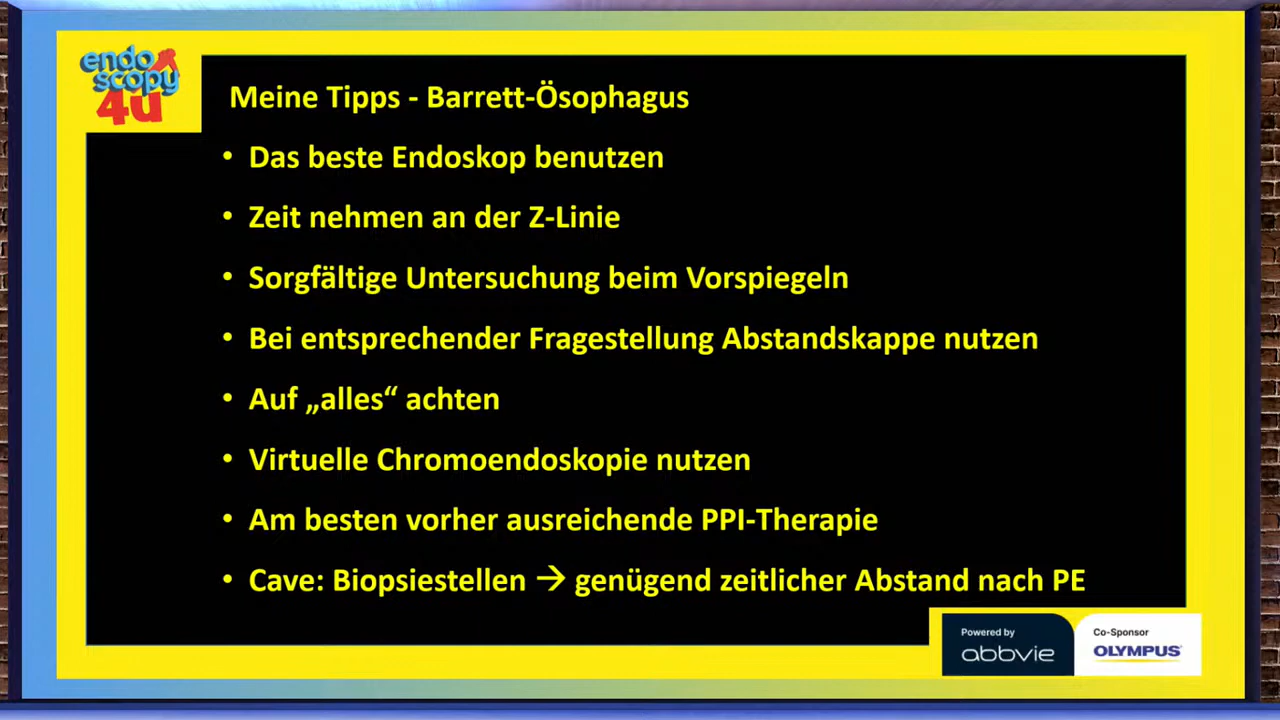 endo
scopy
4u
Meine Tipps - Barrett-Ösophagus
• Das beste Endoskop benutzen
• Zeit nehmen an der Z-Linie
• Sorgfältige Untersuchung beim Vorspiegeln
• Bei entsprechender Fragestellung Abstandskappe nutzen
• Auf „alles“ achten
• Virtuelle Chromoendoskopie nutzen
• Am besten vorher ausreichende PPI-Therapie
• Cave: Biopsiestellen → genügend zeitlicher Abstand nach PE
Powered by
abbvie
Co-Sponsor
OLYMPUS